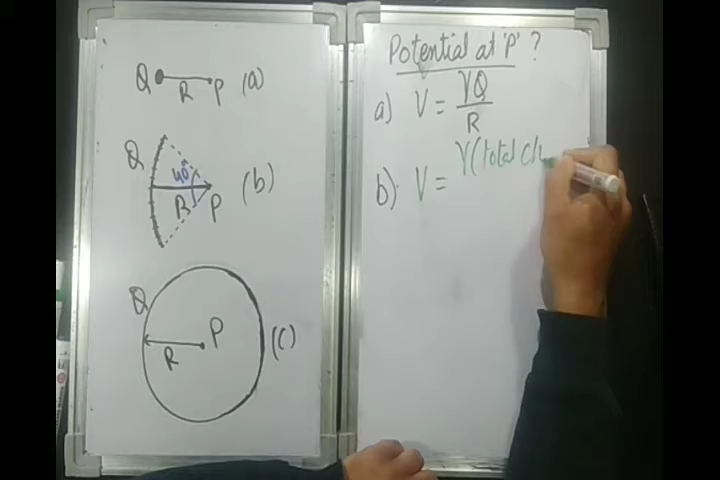 Q R P (a)
Q 40° R P (b)
Q R P (c)
Potential at 'P' ?
a) V = γQ / R
b) V = γ(total ch